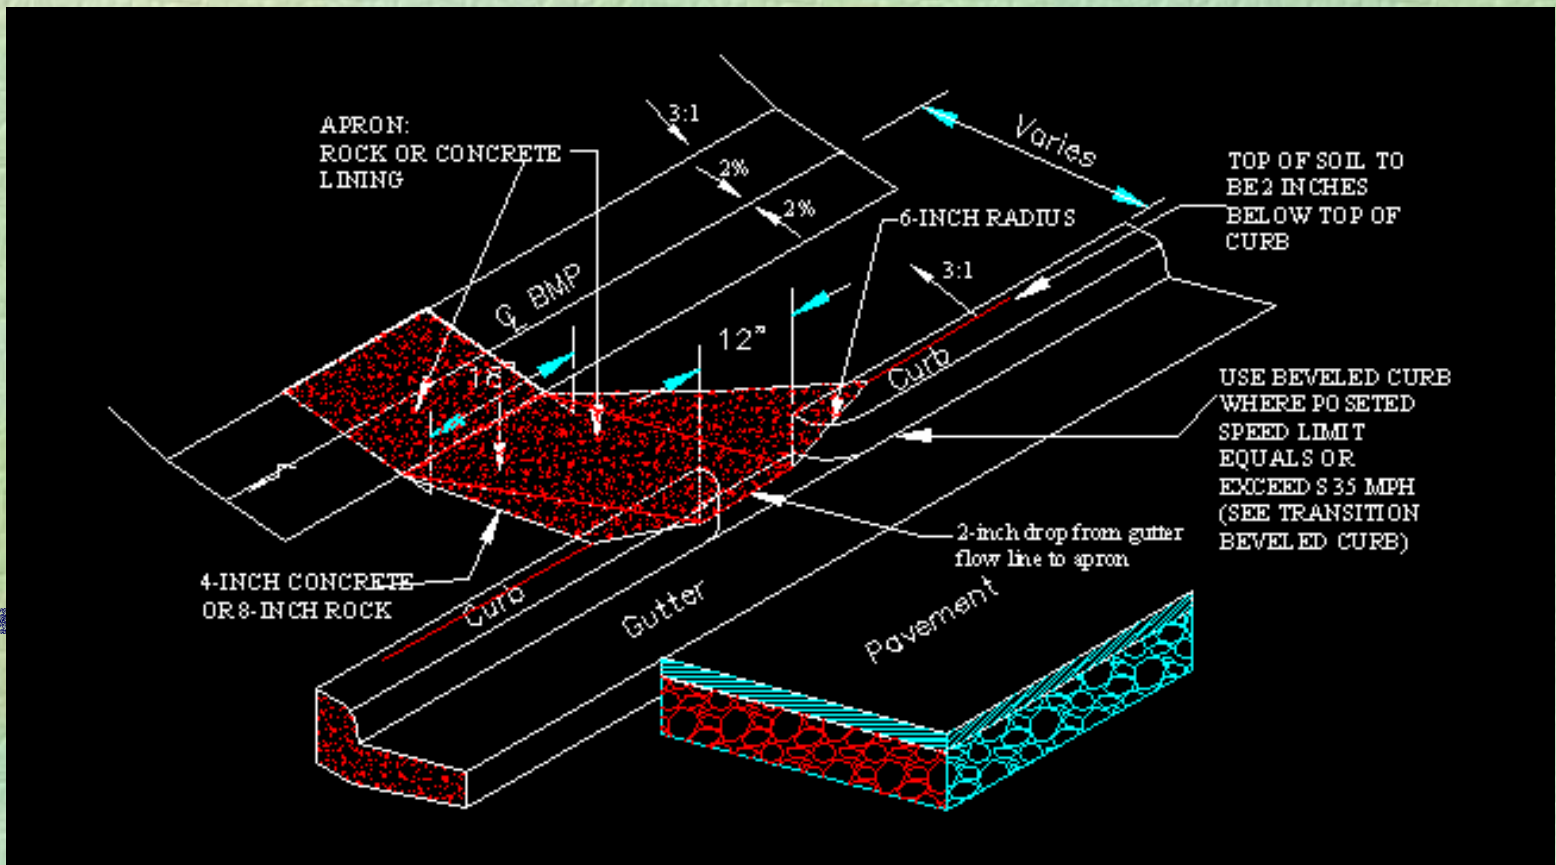 APRON:
ROCK OR CONCRETE
LINING
3:1
2%
2%
Varies
TOP OF SOIL TO
BE 2 INCHES
BELOW TOP OF
CURB
6-INCH RADIUS
3:1
BMP
12"
18"
Curb
USE BEVELED CURB
WHERE POSETED
SPEED LIMIT
EQUALS OR
EXCEEDS 35 MPH
(SEE TRANSITION
BEVELED CURB)
2-inch drop from gutter
flow line to apron
4-INCH CONCRETE
OR 8-INCH ROCK
Curb
Gutter
Pavement